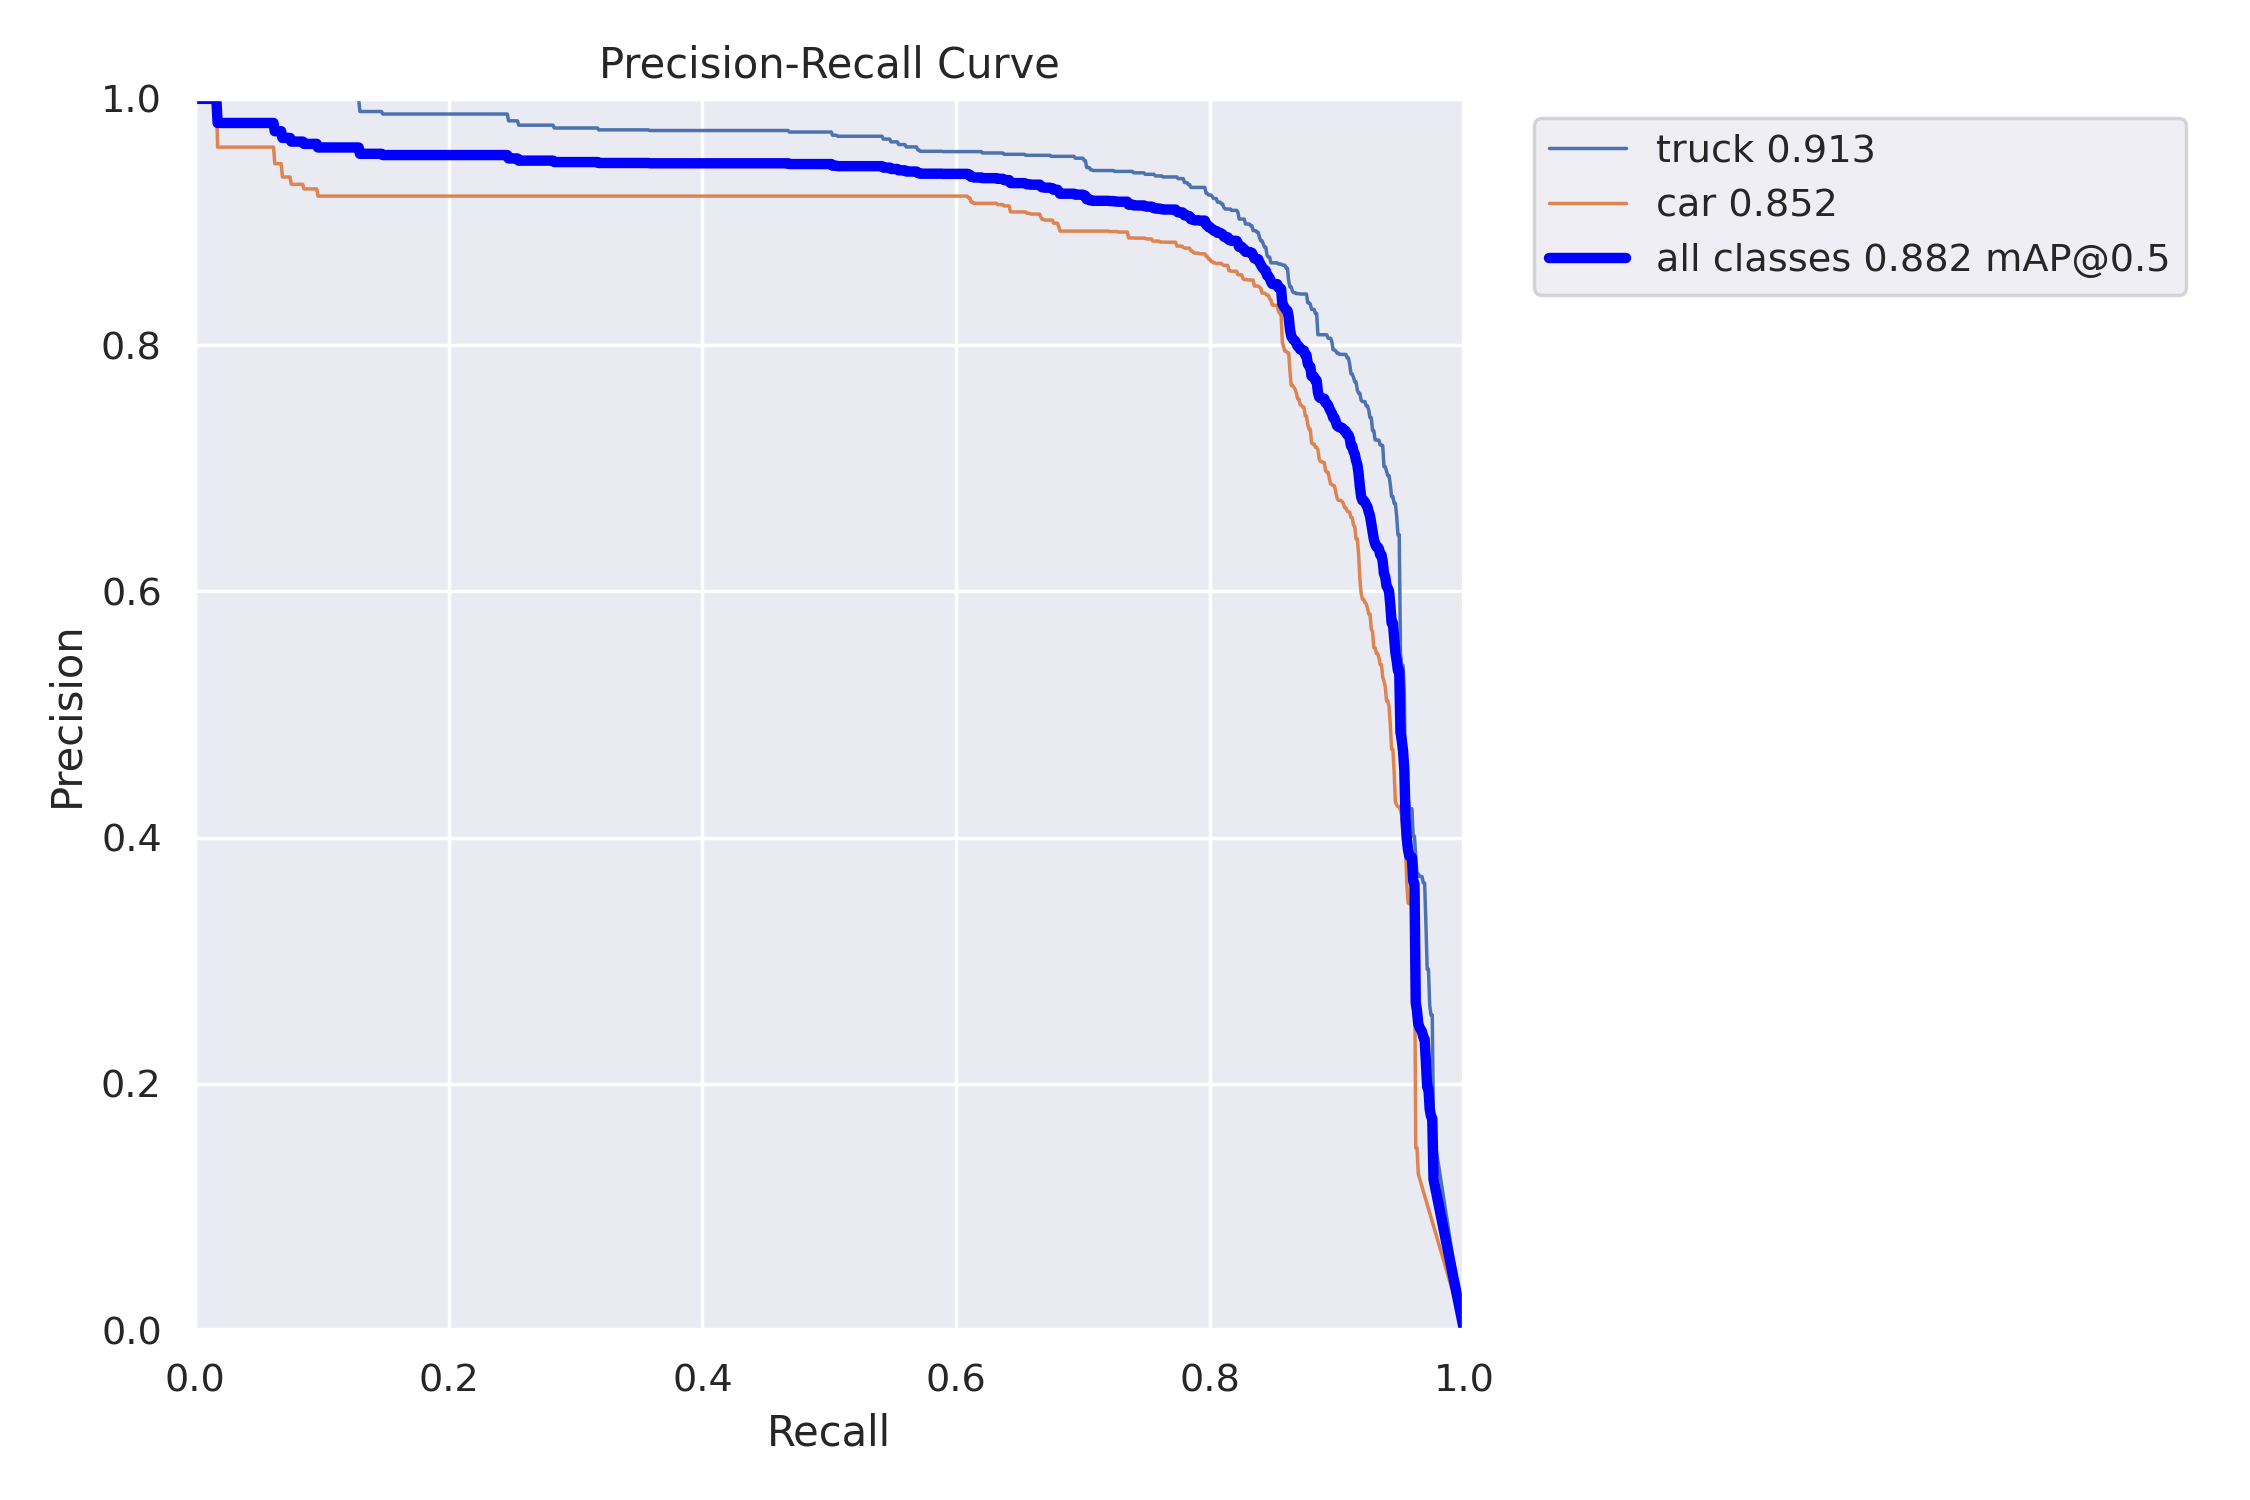 Precision-Recall Curve
1.0
0.8
0.6
0.4
0.2
0.0
Precision
0.0 0.2 0.4 0.6 0.8 1.0
Recall
truck 0.913
car 0.852
all classes 0.882 mAP@0.5